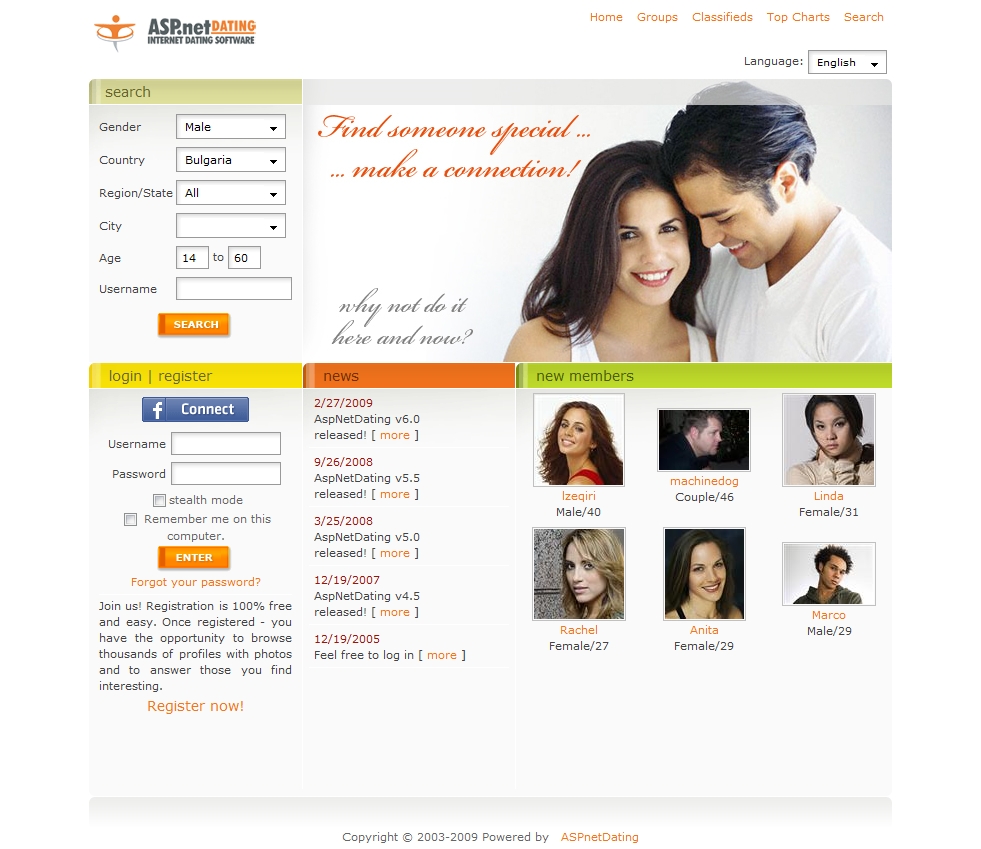 ASP.net DATING
INTERNET DATING SOFTWARE
Home Groups Classifieds Top Charts Search
Language: English
search
Gender Male
Country Bulgaria
Region/State All
City
Age 14 to 60
Username
SEARCH
Find someone special ...
... make a connection!
why not do it
here and now?
login | register
f Connect
Username
Password
stealth mode
Remember me on this
computer.
ENTER
Forgot your password?
Join us! Registration is 100% free
and easy. Once registered - you
have the opportunity to browse
thousands of profiles with photos
and to answer those you find
interesting.
Register now!
news
2/27/2009
AspNetDating v6.0
released! [ more ]
9/26/2008
AspNetDating v5.5
released! [ more ]
3/25/2008
AspNetDating v5.0
released! [ more ]
12/19/2007
AspNetDating v4.5
released! [ more ]
12/19/2005
Feel free to log in [ more ]
new members
lzeqiri
Male/40
machinedog
Couple/46
Linda
Female/31
Rachel
Female/27
Anita
Female/29
Marco
Male/29
Copyright © 2003-2009 Powered by ASPnetDating